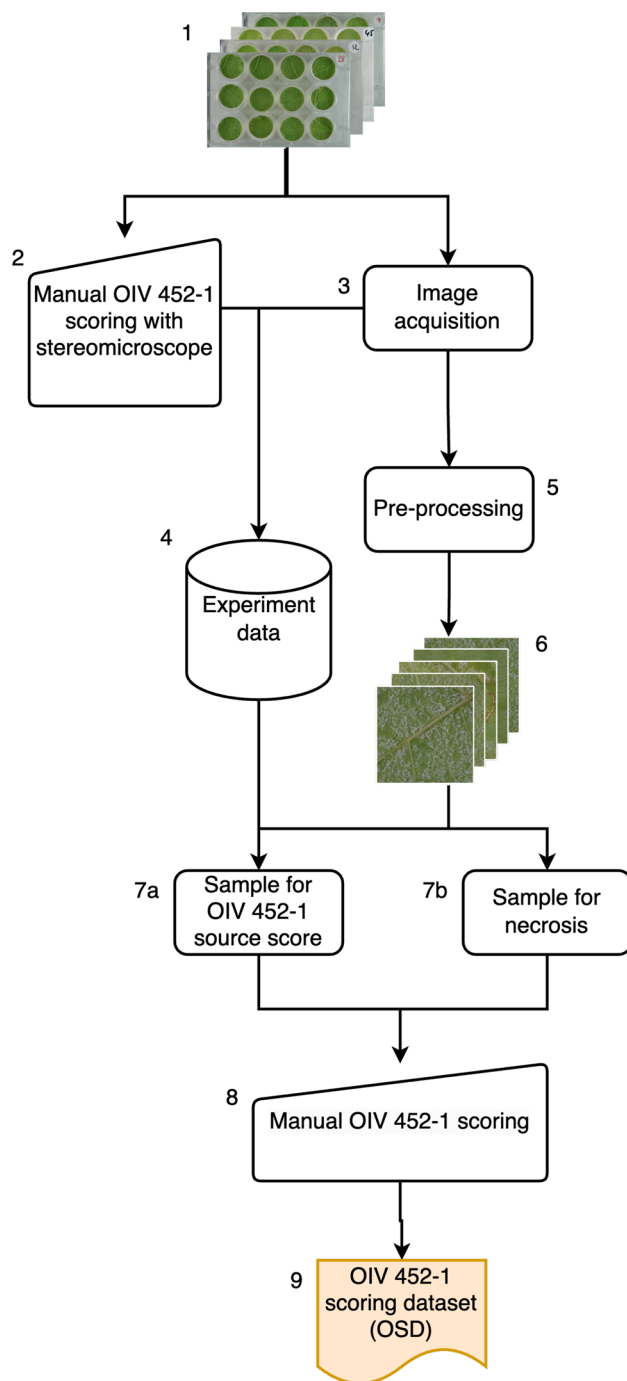 1
2
Manual OIV 452-1
scoring with
stereomicroscope
3
Image
acquisition
Pre-processing
5
4
Experiment
data
6
7a
Sample for
OIV 452-1
source score
7b
Sample for
necrosis
8
Manual OIV 452-1 scoring
9
OIV 452-1
scoring dataset
(OSD)